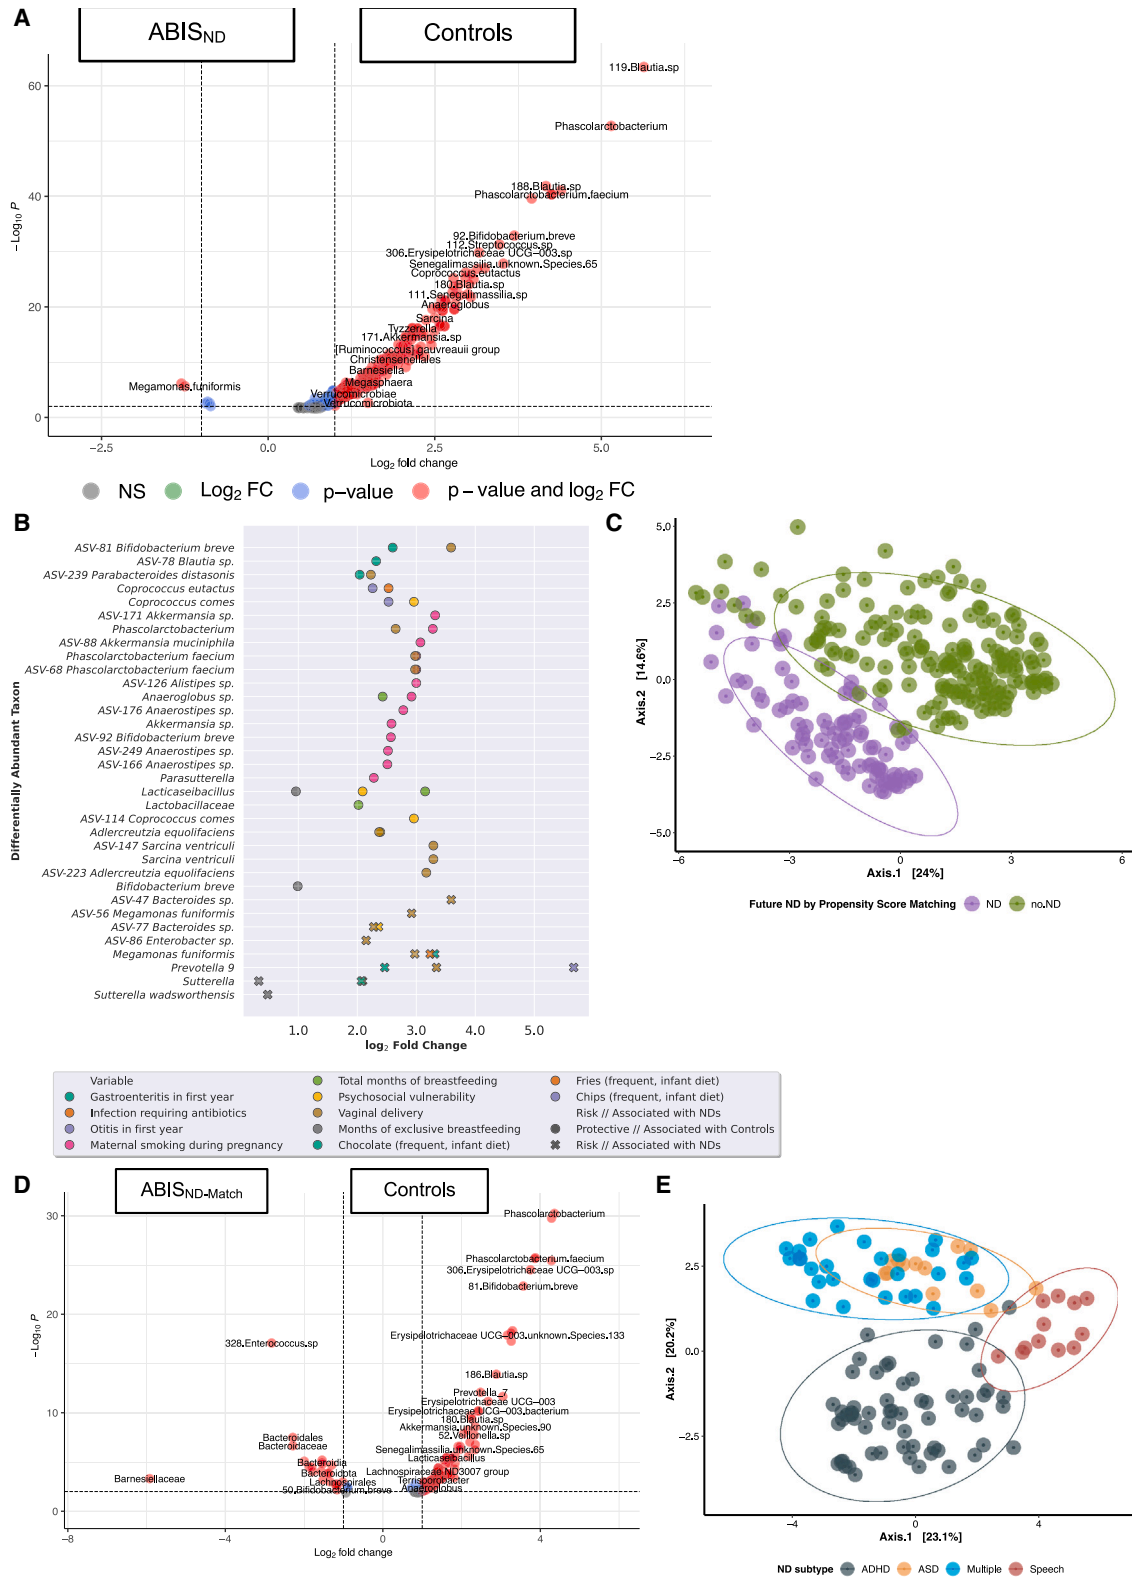 A
ABIS_ND
Controls
119.Blautia.sp
Phascolarctobacterium
188.Blautia.sp
Phascolarctobacterium.faecium
92.Bifidobacterium.breve
112.Streptococcus.sp
306.Erysipelotrichaceae UCG−003.sp
Senegalimassilia.unknown.Species.65
Coprococcus.eutactus
180.Blautia.sp
111.Senegalimassilia.sp
Anaeroglobus
Sarcina
Tyzzerella
171.Akkermansia.sp
[Ruminococcus] gauvreauii group
Christensenellales
Barnesiella
Megasphaera
Megamonas.funiformis
Verrucomicrobiae
Verrucomicrobiota
60
40
20
0
−Log10 P
−2.5
0.0
2.5
5.0
Log2 fold change
NS
Log2 FC
p−value
p − value and log2 FC
B
Differentially Abundant Taxon
ASV-81 Bifidobacterium breve
ASV-78 Blautia sp.
ASV-239 Parabacteroides distasonis
Coprococcus eutactus
Coprococcus comes
ASV-171 Akkermansia sp.
Phascolarctobacterium
ASV-88 Akkermansia muciniphila
Phascolarctobacterium faecium
ASV-68 Phascolarctobacterium faecium
ASV-126 Alistipes sp.
Anaeroglobus sp.
ASV-176 Anaerostipes sp.
Akkermansia sp.
ASV-92 Bifidobacterium breve
ASV-249 Anaerostipes sp.
ASV-166 Anaerostipes sp.
Parasutterella
Lacticaseibacillus
Lactobacillaceae
ASV-114 Coprococcus comes
Adlercreutzia equolifaciens
ASV-147 Sarcina ventriculi
Sarcina ventriculi
ASV-223 Adlercreutzia equolifaciens
Bifidobacterium breve
ASV-47 Bacteroides sp.
ASV-56 Megamonas funiformis
ASV-77 Bacteroides sp.
ASV-86 Enterobacter sp.
Megamonas funiformis
Prevotella 9
Sutterella
Sutterella wadsworthensis
1.0
2.0
3.0
4.0
5.0
log2 Fold Change
Variable
Gastroenteritis in first year
Infection requiring antibiotics
Otitis in first year
Maternal smoking during pregnancy
Total months of breastfeeding
Psychosocial vulnerability
Vaginal delivery
Months of exclusive breastfeeding
Chocolate (frequent, infant diet)
Fries (frequent, infant diet)
Chips (frequent, infant diet)
Risk // Associated with NDs
Protective // Associated with Controls
Risk // Associated with NDs
C
5.0
2.5
0.0
−2.5
−5.0
Axis.2 [14.6%]
−6
−3
0
3
6
Axis.1 [24%]
Future ND by Propensity Score Matching
ND
no.ND
D
ABIS_ND-Match
Controls
Phascolarctobacterium
Phascolarctobacterium.faecium
306.Erysipelotrichaceae UCG−003.sp
81.Bifidobacterium.breve
Erysipelotrichaceae UCG−003.unknown.Species.133
328.Enterococcus.sp
186.Blautia.sp
Prevotella_7
Erysipelotrichaceae UCG−003
Erysipelotrichaceae UCG−003.bacterium
180.Blautia.sp
Akkermansia.unknown.Species.90
52.Veillonella.sp
Bacteroidales
Bacteroidaceae
Senegalimassilia.unknown.Species.65
Lacticaseibacillus
Bacteroidia
Bacteroidota
Lachnospiraceae ND3007 group
Barnesiellaceae
Lachnospirales
Terrisporobacter
50.Bifidobacterium.breve
Anaeroglobus
30
20
10
0
−Log10 P
−8
−4
0
4
Log2 fold change
E
2.5
0.0
−2.5
Axis.2 [20.2%]
−4
0
4
Axis.1 [23.1%]
ND subtype
ADHD
ASD
Multiple
Speech